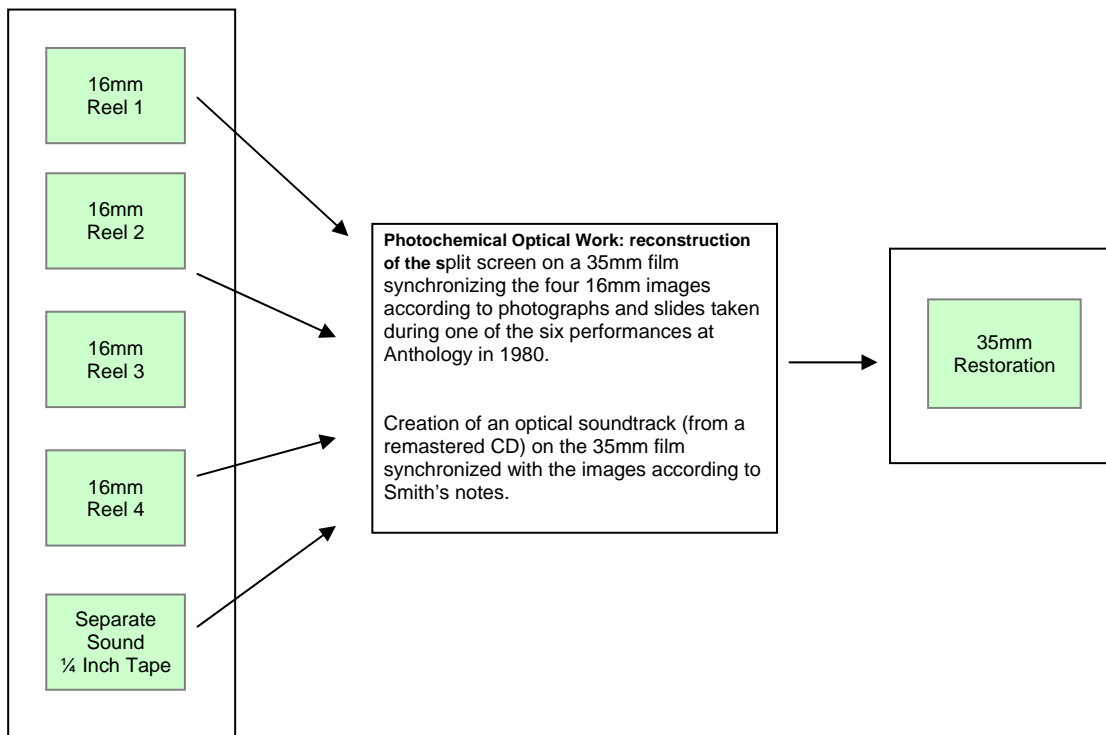 16mm
Reel 1
16mm
Reel 2
16mm
Reel 3
16mm
Reel 4
Separate
Sound
¼ Inch Tape
Photochemical Optical Work: reconstruction
of the split screen on a 35mm film
synchronizing the four 16mm images
according to photographs and slides taken
during one of the six performances at
Anthology in 1980.
Creation of an optical soundtrack (from a
remastered CD) on the 35mm film
synchronized with the images according to
Smith’s notes.
35mm
Restoration